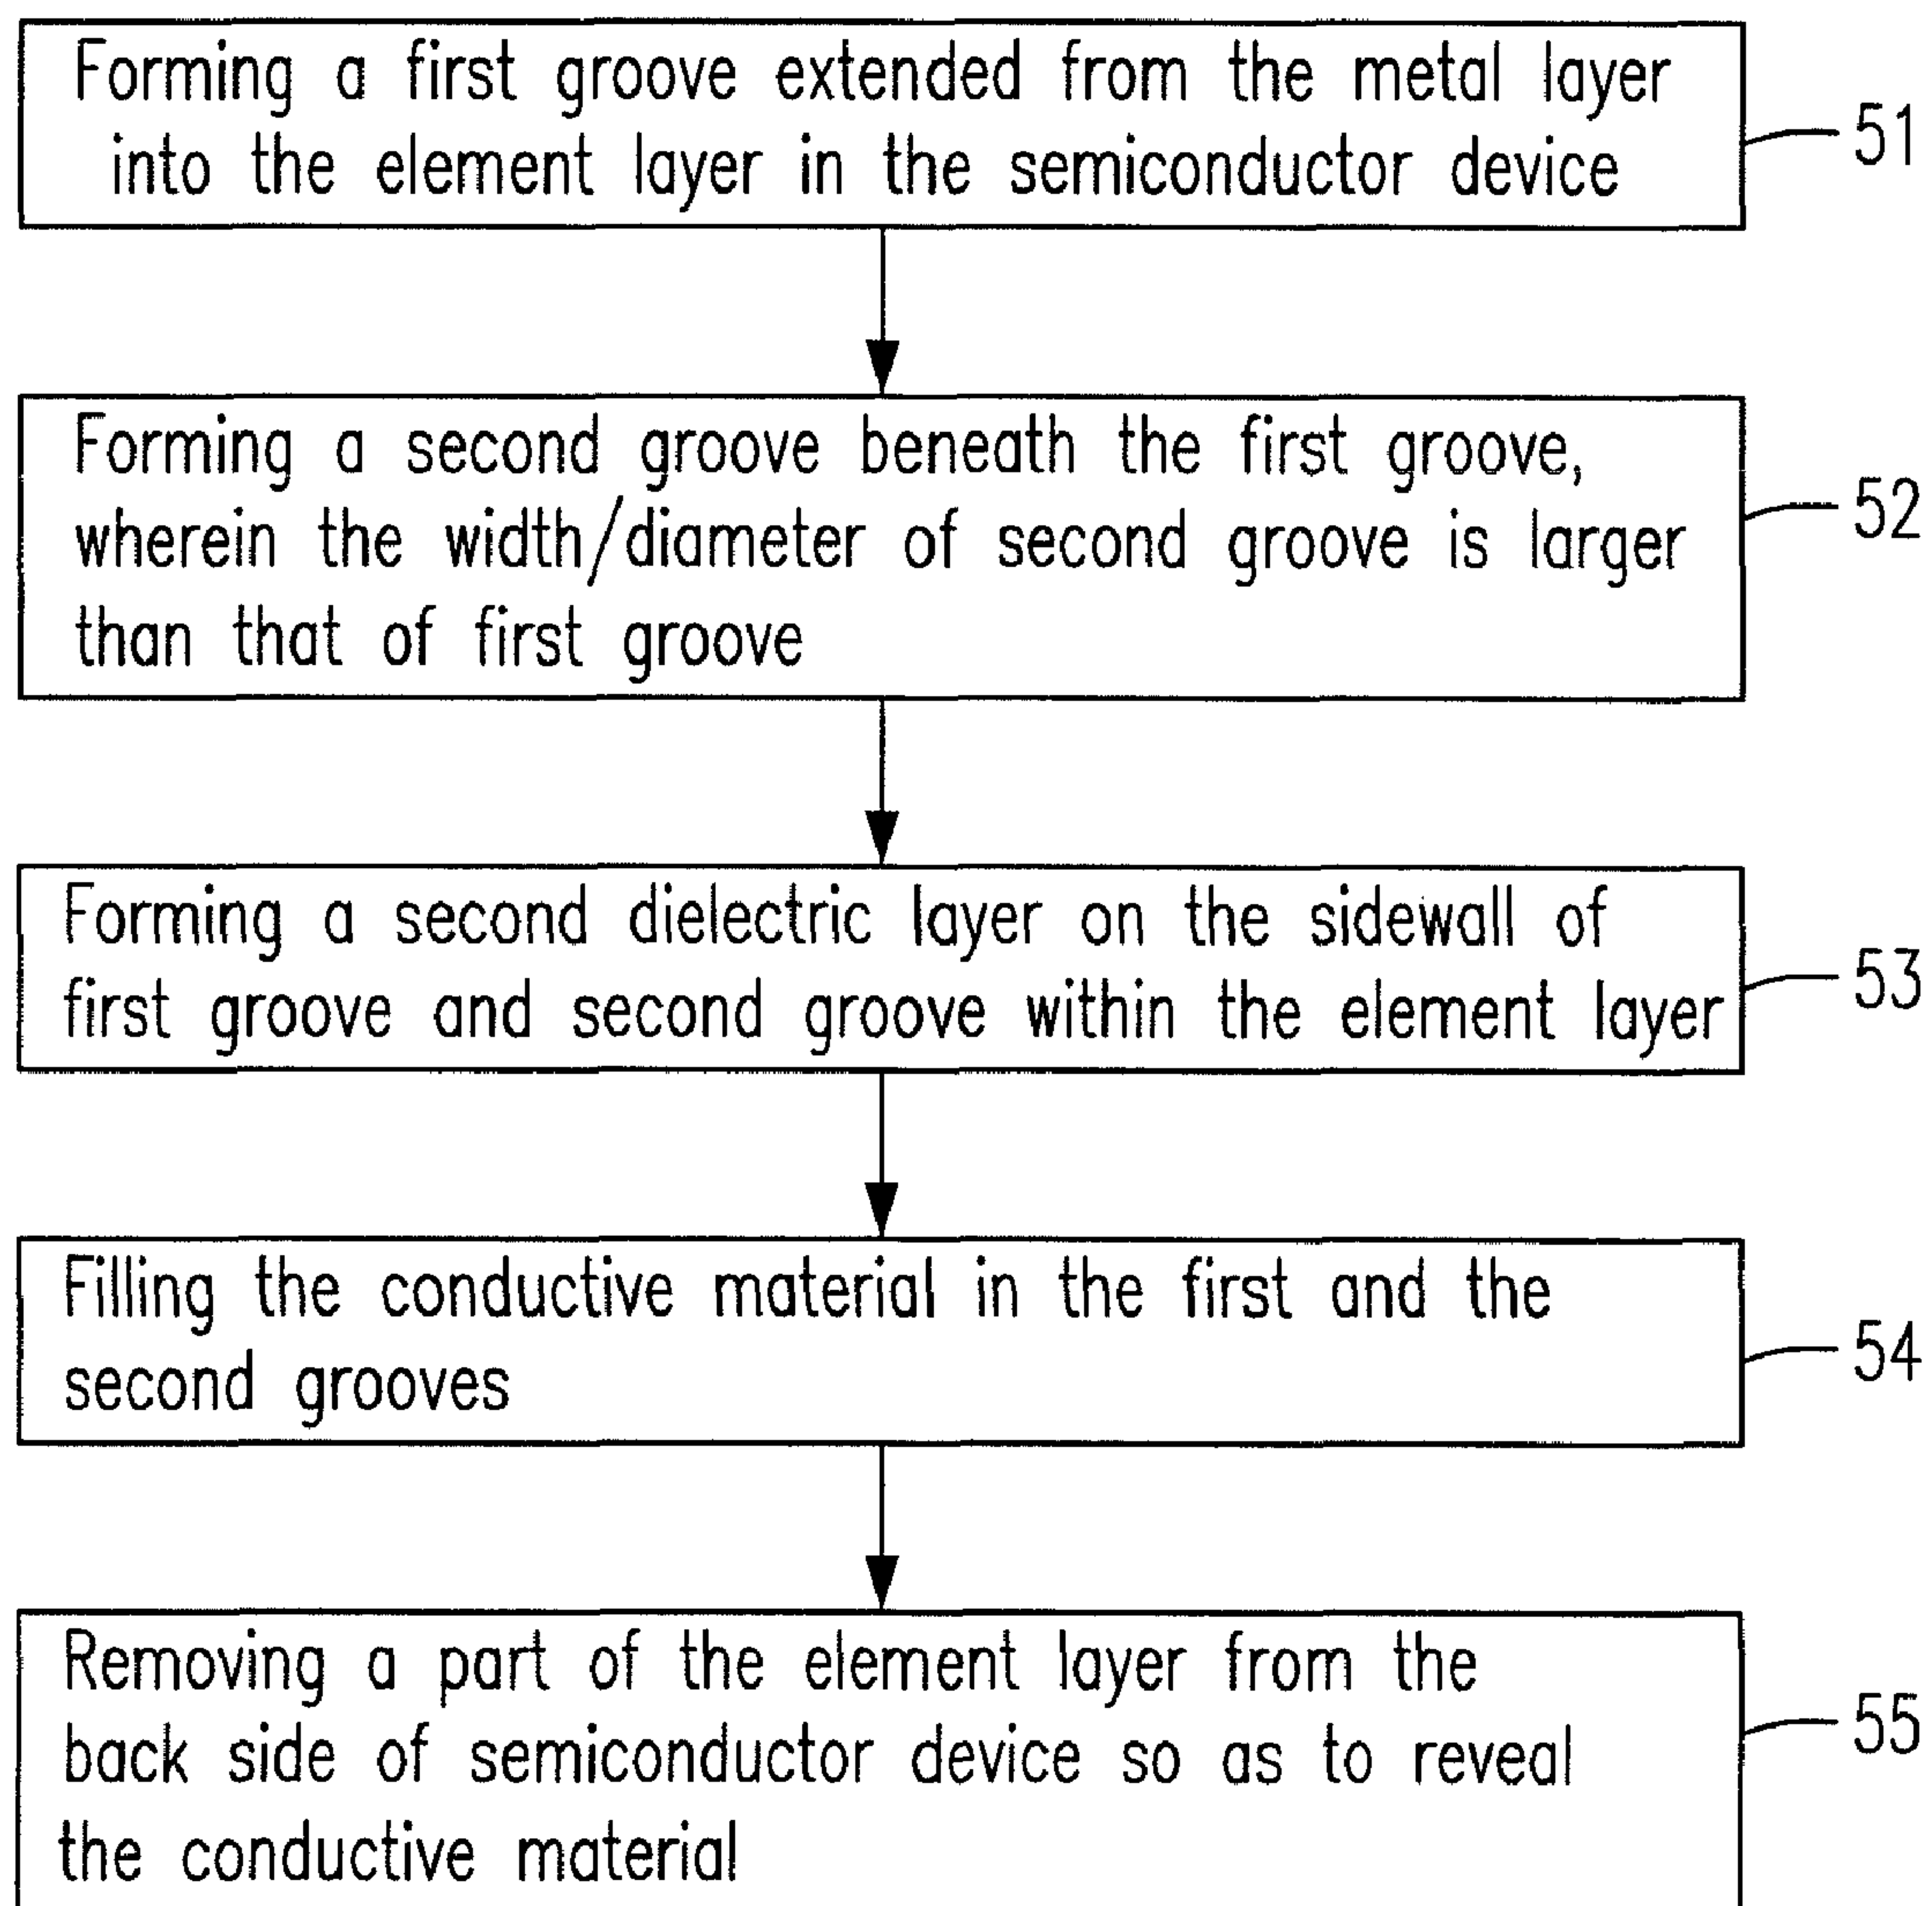 Forming a first groove extended from the metal layer
into the element layer in the semiconductor device
51
Forming a second groove beneath the first groove,
wherein the width/diameter of second groove is larger
than that of first groove
52
Forming a second dielectric layer on the sidewall of
first groove and second groove within the element layer
53
Filling the conductive material in the first and the
second grooves
54
Removing a part of the element layer from the
back side of semiconductor device so as to reveal
the conductive material
55